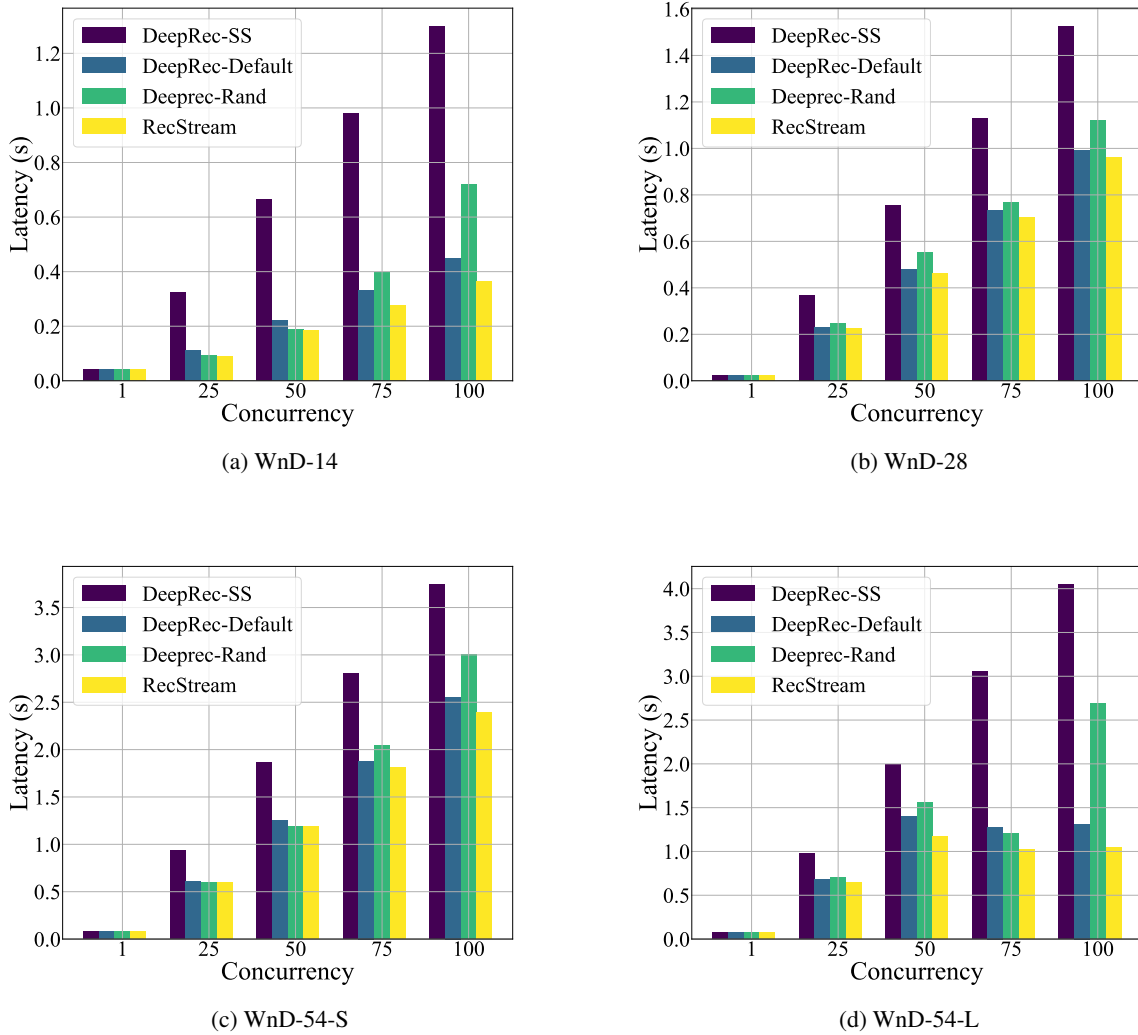 1.2
1.0
0.8
0.6
0.4
0.2
0.0
Latency (s)
DeepRec-SS
DeepRec-Default
Deeprec-Rand
RecStream
1 25 50 75 100
Concurrency
(a) WnD-14
1.6
1.4
1.2
1.0
0.8
0.6
0.4
0.2
0.0
Latency (s)
DeepRec-SS
DeepRec-Default
Deeprec-Rand
RecStream
1 25 50 75 100
Concurrency
(b) WnD-28
3.5
3.0
2.5
2.0
1.5
1.0
0.5
0.0
Latency (s)
DeepRec-SS
DeepRec-Default
Deeprec-Rand
RecStream
1 25 50 75 100
Concurrency
(c) WnD-54-S
4.0
3.5
3.0
2.5
2.0
1.5
1.0
0.5
0.0
Latency (s)
DeepRec-SS
DeepRec-Default
Deeprec-Rand
RecStream
1 25 50 75 100
Concurrency
(d) WnD-54-L